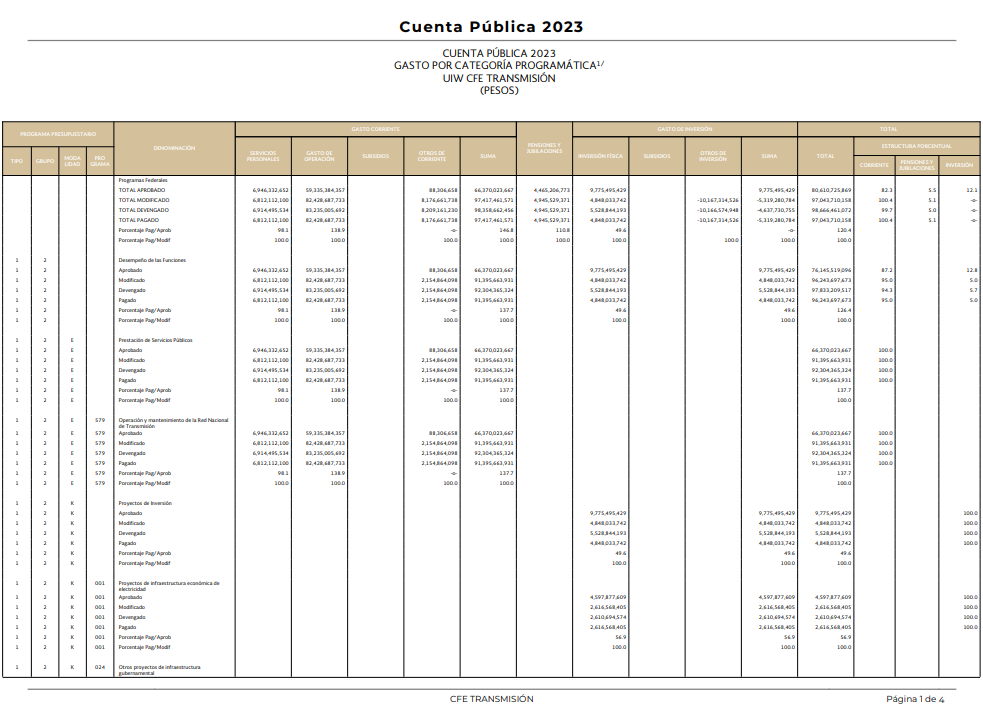 Cuenta Pública 2023
CUENTA PÚBLICA 2023
GASTO POR CATEGORÍA PROGRAMÁTICA1/
UIW CFE TRANSMISIÓN
(PESOS)
PROGRAMA PRESUPUESTARIO DENOMINACIÓN GASTO CORRIENTE PENSIONES Y JUBILACIONES GASTO DE INVERSIÓN TOTAL
TIPO GRUPO MODALIDAD PROGRAMA SERVICIOS PERSONALES GASTO DE OPERACIÓN SUBSIDIOS OTROS DE CORRIENTE SUMA INVERSIÓN FÍSICA SUBSIDIOS OTROS DE INVERSIÓN SUMA TOTAL ESTRUCTURA PORCENTUAL
CORRIENTE PENSIONES Y JUBILACIONES INVERSIÓN
Programas Federales
TOTAL APROBADO 6,946,332,652 59,335,384,357 88,306,658 66,370,023,667 4,465,206,773 9,775,495,429 9,775,495,429 80,610,725,869 82.3 5.5 12.1
TOTAL MODIFICADO 6,812,112,100 82,428,687,733 8,176,661,738 97,417,461,571 4,945,529,371 4,848,033,742 -10,167,314,526 -5,319,280,784 97,043,710,158 100.4 5.1 -o-
TOTAL DEVENGADO 6,914,495,534 83,235,005,692 8,209,161,230 98,358,662,456 4,945,529,371 5,528,844,193 -10,166,574,948 -4,637,730,755 98,666,461,072 99.7 5.0 -o-
TOTAL PAGADO 6,812,112,100 82,428,687,733 8,176,661,738 97,417,461,571 4,945,529,371 4,848,033,742 -10,167,314,526 -5,319,280,784 97,043,710,158 100.4 5.1 -o-
Porcentaje Pag/Aprob 98.1 138.9 -o- 146.8 110.8 49.6 -o- 120.4
Porcentaje Pag/Modif 100.0 100.0 100.0 100.0 100.0 100.0 100.0 100.0 100.0
1 2 Desempeño de las Funciones
1 2 Aprobado 6,946,332,652 59,335,384,357 88,306,658 66,370,023,667 9,775,495,429 9,775,495,429 76,145,519,096 87.2 12.8
1 2 Modificado 6,812,112,100 82,428,687,733 2,154,864,098 91,395,663,931 4,848,033,742 4,848,033,742 96,243,697,673 95.0 5.0
1 2 Devengado 6,914,495,534 83,235,005,692 2,154,864,098 92,304,365,324 5,528,844,193 5,528,844,193 97,833,209,517 94.3 5.7
1 2 Pagado 6,812,112,100 82,428,687,733 2,154,864,098 91,395,663,931 4,848,033,742 4,848,033,742 96,243,697,673 95.0 5.0
1 2 Porcentaje Pag/Aprob 98.1 138.9 -o- 137.7 49.6 49.6 126.4
1 2 Porcentaje Pag/Modif 100.0 100.0 100.0 100.0 100.0 100.0 100.0
1 2 E Prestación de Servicios Públicos
1 2 E Aprobado 6,946,332,652 59,335,384,357 88,306,658 66,370,023,667 66,370,023,667 100.0
1 2 E Modificado 6,812,112,100 82,428,687,733 2,154,864,098 91,395,663,931 91,395,663,931 100.0
1 2 E Devengado 6,914,495,534 83,235,005,692 2,154,864,098 92,304,365,324 92,304,365,324 100.0
1 2 E Pagado 6,812,112,100 82,428,687,733 2,154,864,098 91,395,663,931 91,395,663,931 100.0
1 2 E Porcentaje Pag/Aprob 98.1 138.9 -o- 137.7 137.7
1 2 E Porcentaje Pag/Modif 100.0 100.0 100.0 100.0 100.0
1 2 E 579 Operación y mantenimiento de la Red Nacional
de Transmisión
1 2 E 579 Aprobado 6,946,332,652 59,335,384,357 88,306,658 66,370,023,667 66,370,023,667 100.0
1 2 E 579 Modificado 6,812,112,100 82,428,687,733 2,154,864,098 91,395,663,931 91,395,663,931 100.0
1 2 E 579 Devengado 6,914,495,534 83,235,005,692 2,154,864,098 92,304,365,324 92,304,365,324 100.0
1 2 E 579 Pagado 6,812,112,100 82,428,687,733 2,154,864,098 91,395,663,931 91,395,663,931 100.0
1 2 E 579 Porcentaje Pag/Aprob 98.1 138.9 -o- 137.7 137.7
1 2 E 579 Porcentaje Pag/Modif 100.0 100.0 100.0 100.0 100.0
1 2 K Proyectos de Inversión
1 2 K Aprobado 9,775,495,429 9,775,495,429 9,775,495,429 100.0
1 2 K Modificado 4,848,033,742 4,848,033,742 4,848,033,742 100.0
1 2 K Devengado 5,528,844,193 5,528,844,193 5,528,844,193 100.0
1 2 K Pagado 4,848,033,742 4,848,033,742 4,848,033,742 100.0
1 2 K Porcentaje Pag/Aprob 49.6 49.6 49.6
1 2 K Porcentaje Pag/Modif 100.0 100.0 100.0
1 2 K 001 Proyectos de infraestructura económica de
electricidad
1 2 K 001 Aprobado 4,597,877,609 4,597,877,609 4,597,877,609 100.0
1 2 K 001 Modificado 2,616,568,405 2,616,568,405 2,616,568,405 100.0
1 2 K 001 Devengado 2,610,694,574 2,610,694,574 2,610,694,574 100.0
1 2 K 001 Pagado 2,616,568,405 2,616,568,405 2,616,568,405 100.0
1 2 K 001 Porcentaje Pag/Aprob 56.9 56.9 56.9
1 2 K 001 Porcentaje Pag/Modif 100.0 100.0 100.0
1 2 K 024 Otros proyectos de infraestructura
gubernamental
CFE TRANSMISIÓN Página 1 de 4